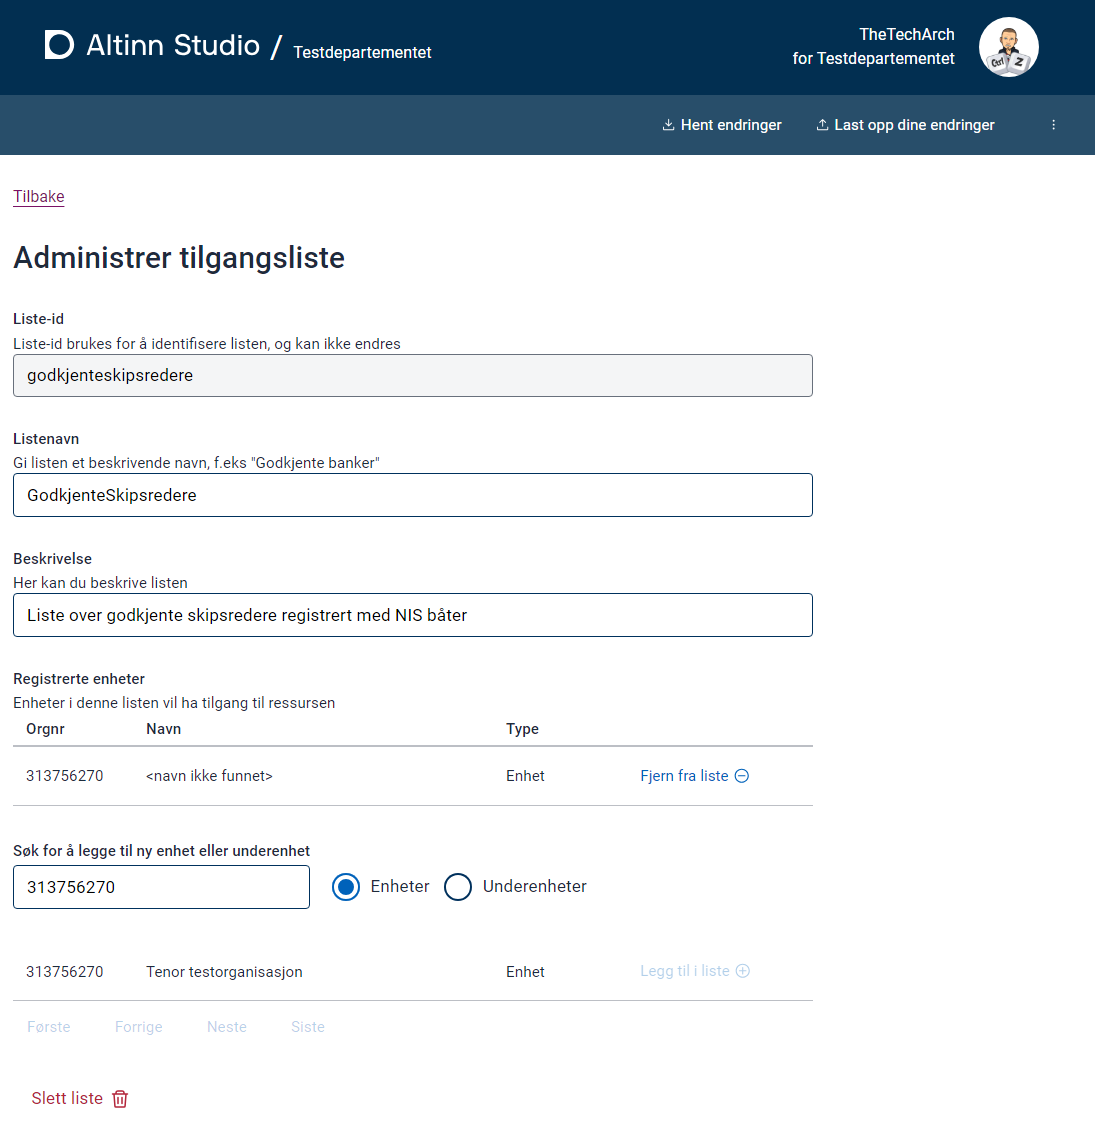 Altinn Studio / Testdepartementet
TheTechArch
for Testdepartementet
Ctrl Z
Hent endringer Last opp dine endringer
Tilbake
Administrer tilgangsliste
Liste-id
Liste-id brukes for å identifisere listen, og kan ikke endres
godkjenteskipsredere
Listenavn
Gi listen et beskrivende navn, f.eks "Godkjente banker"
GodkjenteSkipsredere
Beskrivelse
Her kan du beskrive listen
Liste over godkjente skipsredere registrert med NIS båter
Registrerte enheter
Enheter i denne listen vil ha tilgang til ressursen
Orgnr Navn Type
313756270 <navn ikke funnet> Enhet Fjern fra liste
Søk for å legge til ny enhet eller underenhet
313756270 Enheter Underenheter
313756270 Tenor testorganisasjon Enhet Legg til i liste
Første Forrige Neste Siste
Slett liste